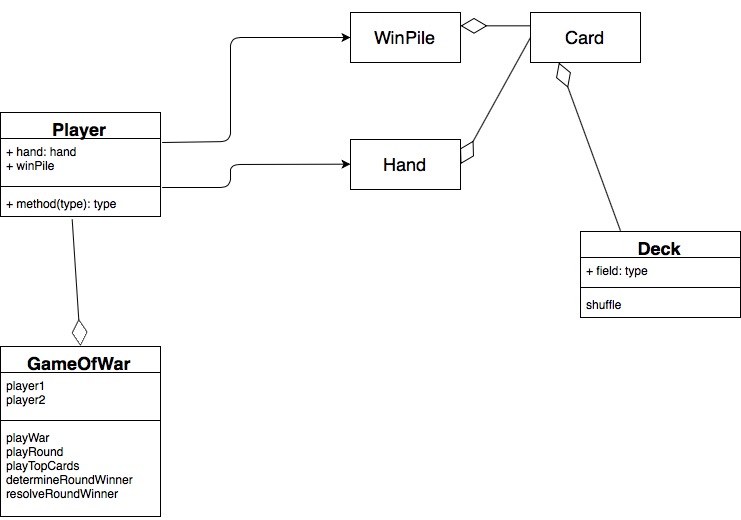 WinPile
Card
Player
+ hand: hand
+ winPile
+ method(type): type
Hand
Deck
+ field: type
shuffle
GameOfWar
player1
player2
playWar
playRound
playTopCards
determineRoundWinner
resolveRoundWinner